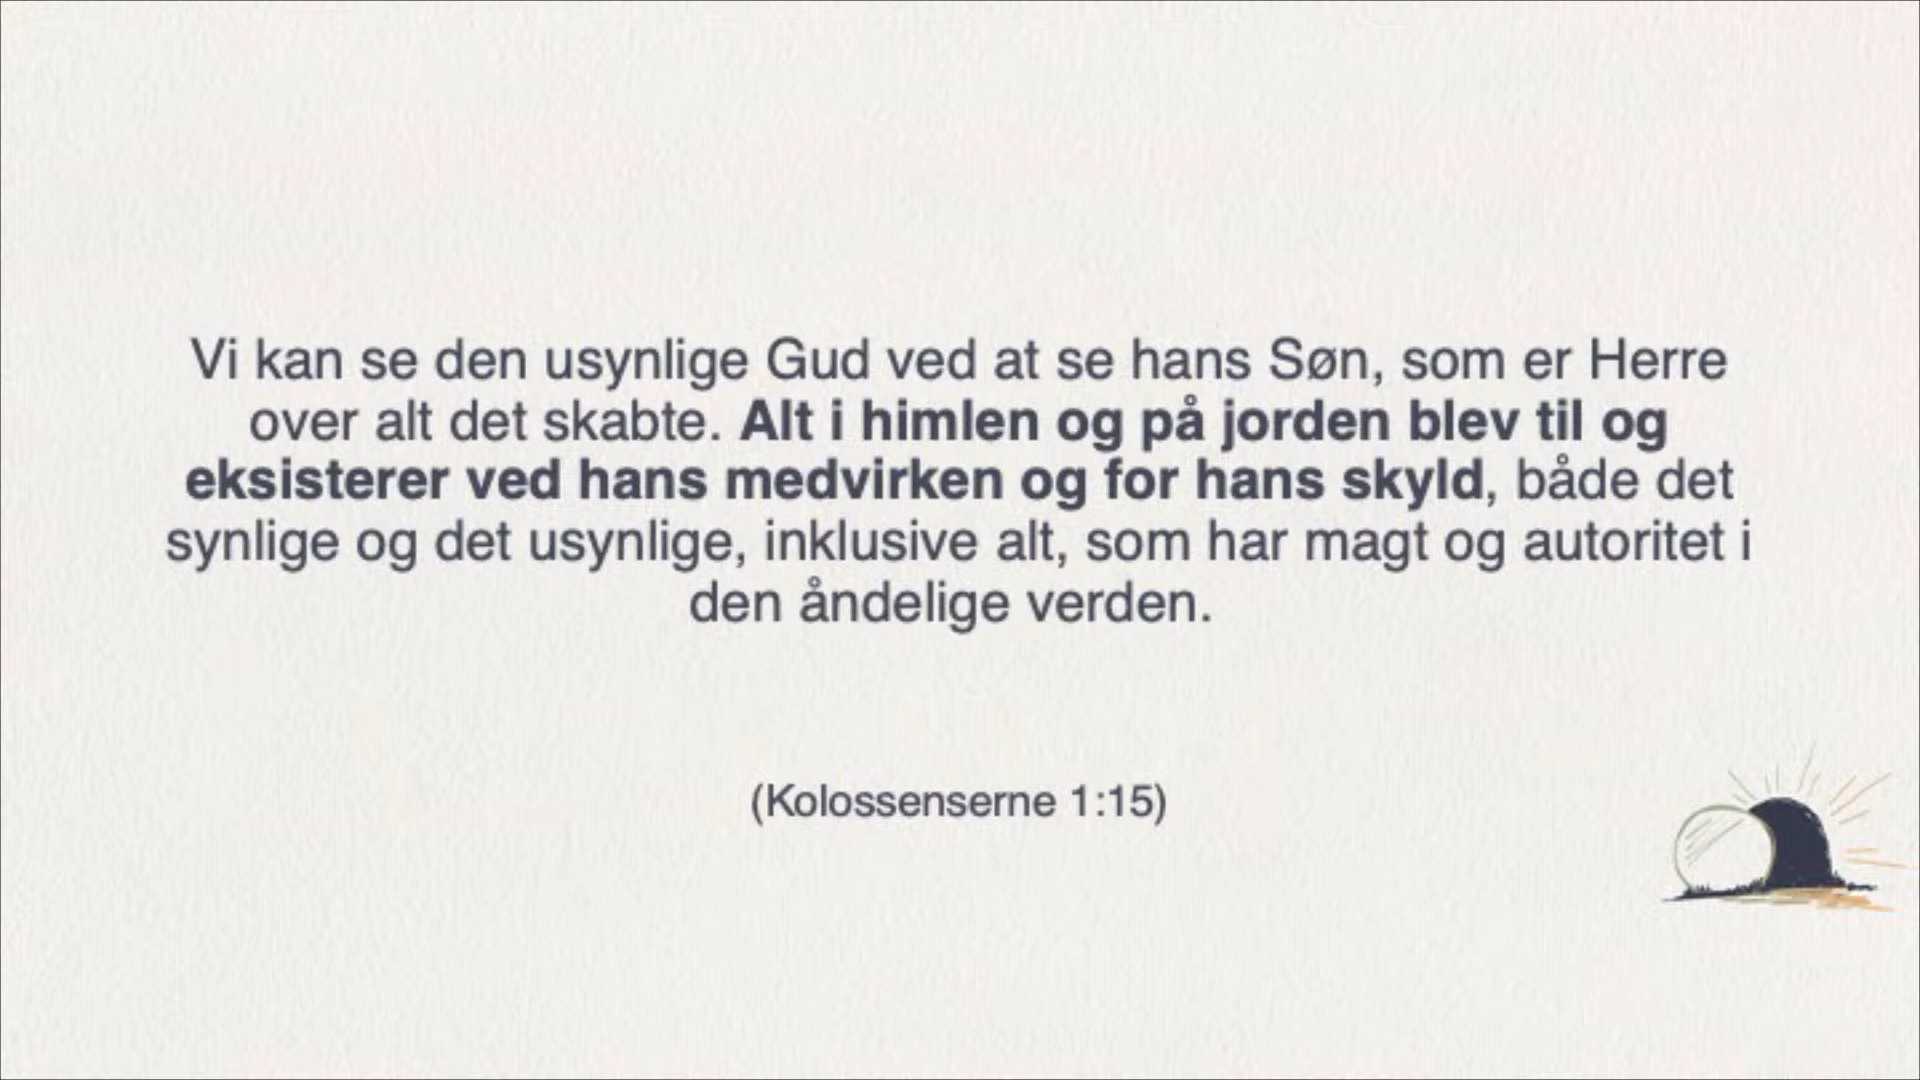 Vi kan se den usynlige Gud ved at se hans Søn, som er Herre
over alt det skabte. Alt i himlen og på jorden blev til og
eksisterer ved hans medvirken og for hans skyld, både det
synlige og det usynlige, inklusive alt, som har magt og autoritet i
den åndelige verden.
(Kolossenserne 1:15)